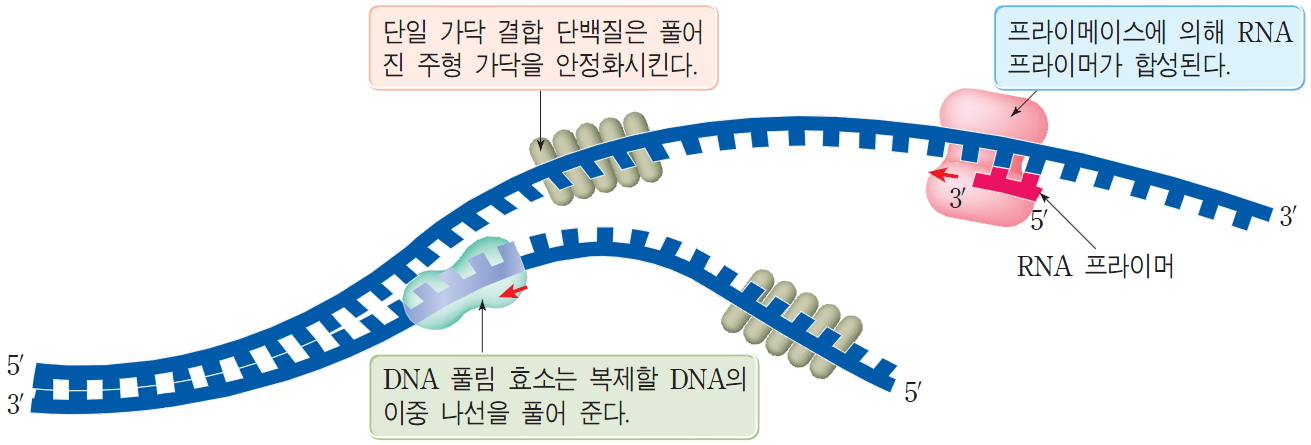 단일 가닥 결합 단백질은 풀어
진 주형 가닥을 안정화시킨다.
프라이메이스에 의해 RNA
프라이머가 합성된다.
3′
5′
3′
RNA 프라이머
5′
3′
DNA 풀림 효소는 복제할 DNA의
이중 나선을 풀어 준다.
5′